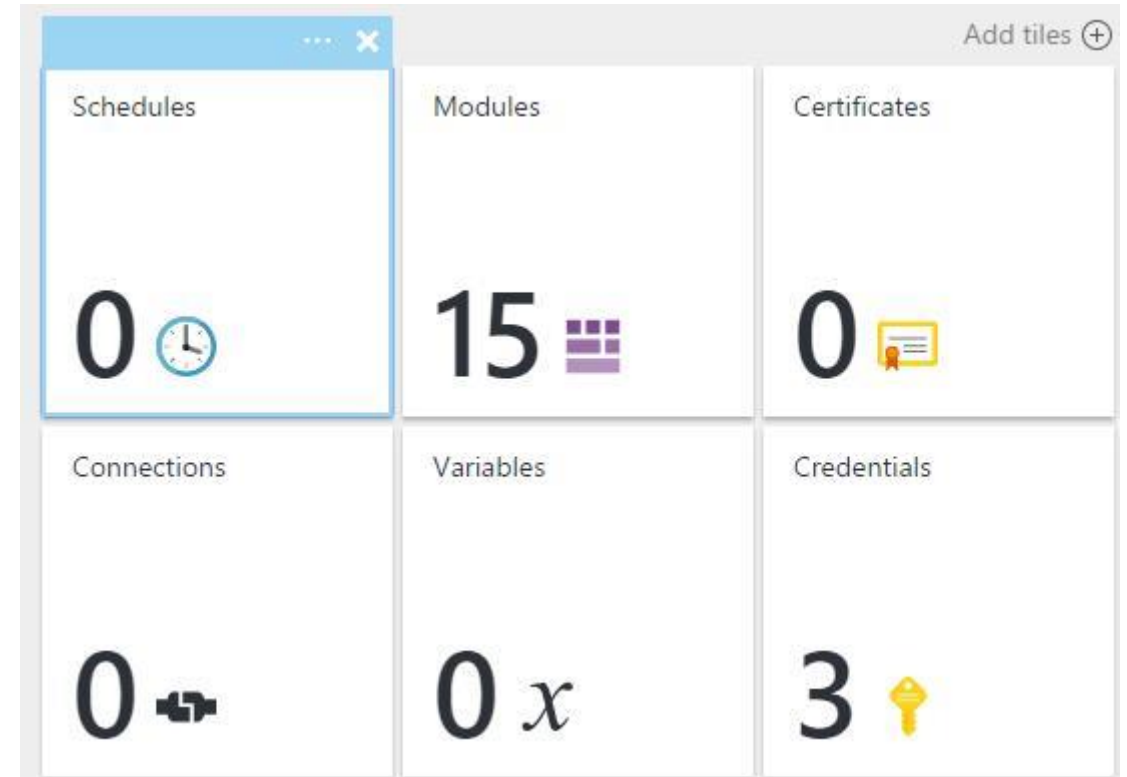 Add tiles
Schedules
Modules
Certificates
0
15
0
Connections
Variables
Credentials
0
0 x
3